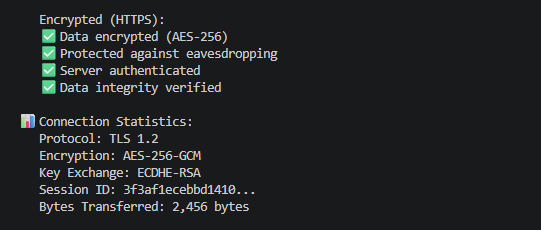 Encrypted (HTTPS):
✅ Data encrypted (AES-256)
✅ Protected against eavesdropping
✅ Server authenticated
✅ Data integrity verified
📊 Connection Statistics:
Protocol: TLS 1.2
Encryption: AES-256-GCM
Key Exchange: ECDHE-RSA
Session ID: 3f3af1ecebbd1410...
Bytes Transferred: 2,456 bytes